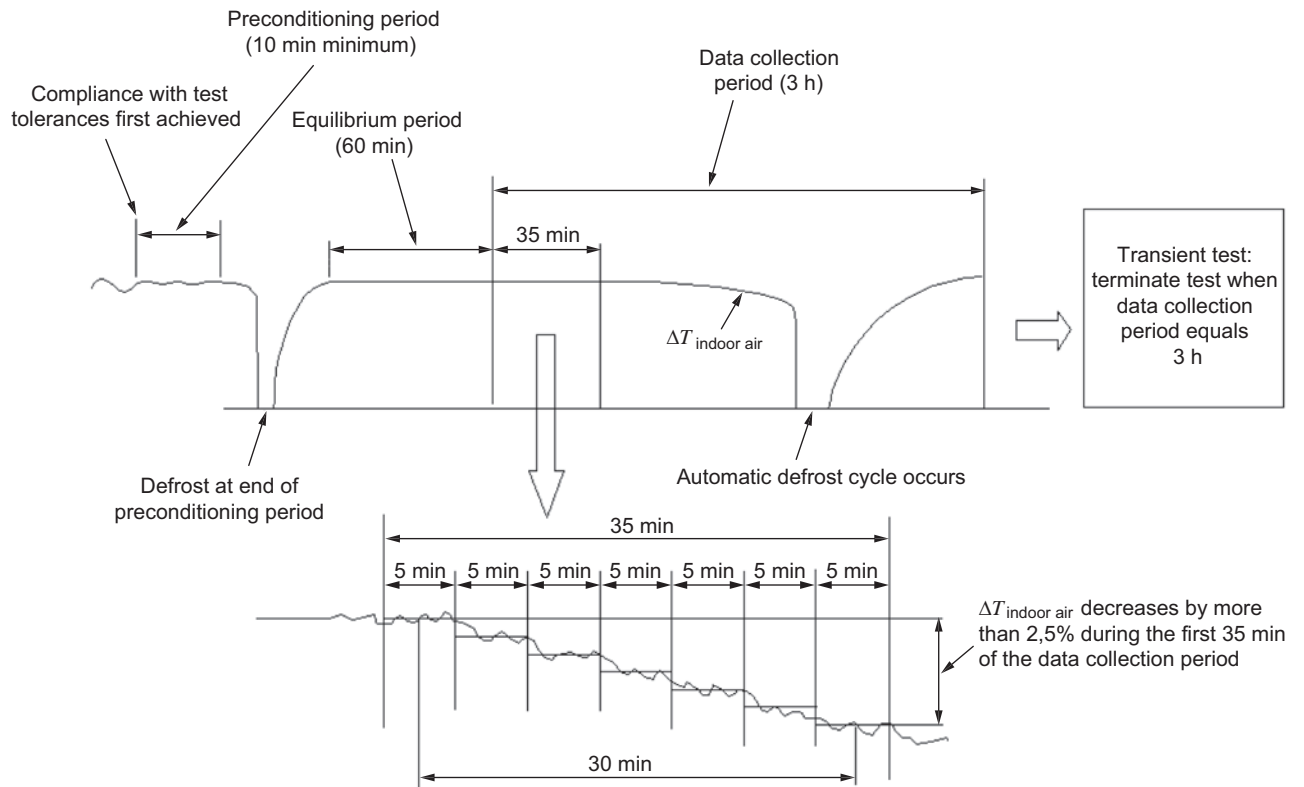 Preconditioning period
(10 min minimum)
Data collection
period (3 h)
Compliance with test
tolerances first achieved
Equilibrium period
(60 min)
35 min
Transient test:
terminate test when
data collection
period equals
3 h
ΔT indoor air
Defrost at end of
preconditioning period
Automatic defrost cycle occurs
35 min
5 min 5 min 5 min 5 min 5 min 5 min 5 min
ΔT indoor air decreases by more
than 2,5% during the first 35 min
of the data collection period
30 min